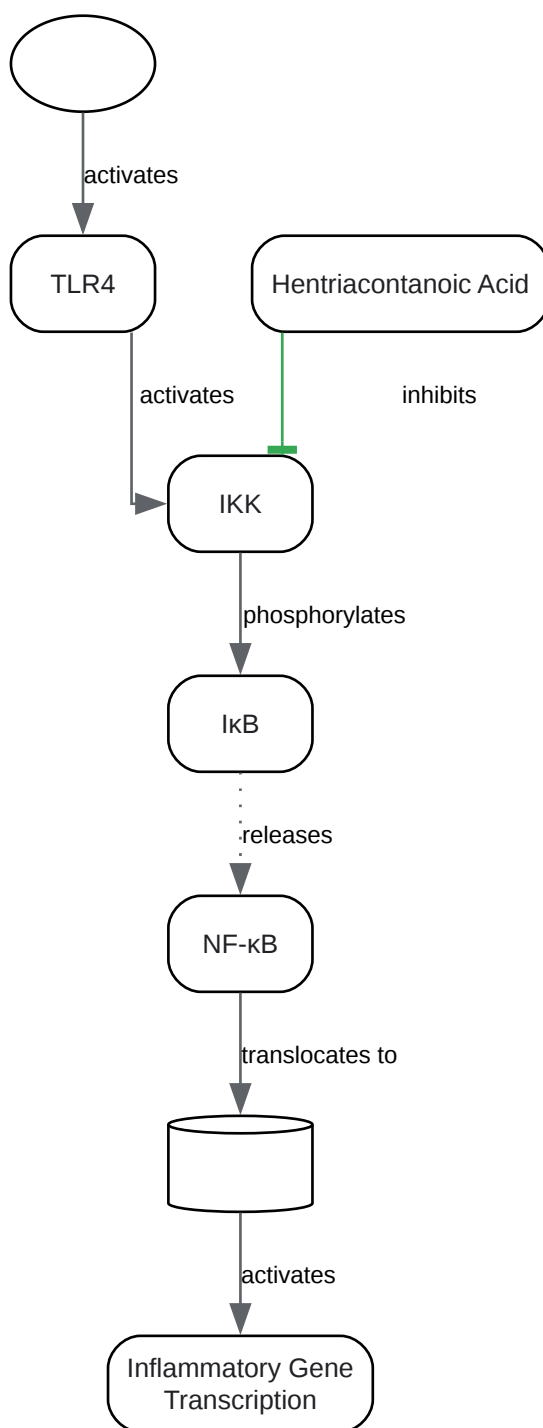 activates
TLR4
Hentriacontanoic Acid
activates
inhibits
IKK
phosphorylates
IκB
releases
NF-κB
translocates to
activates
Inflammatory Gene
Transcription